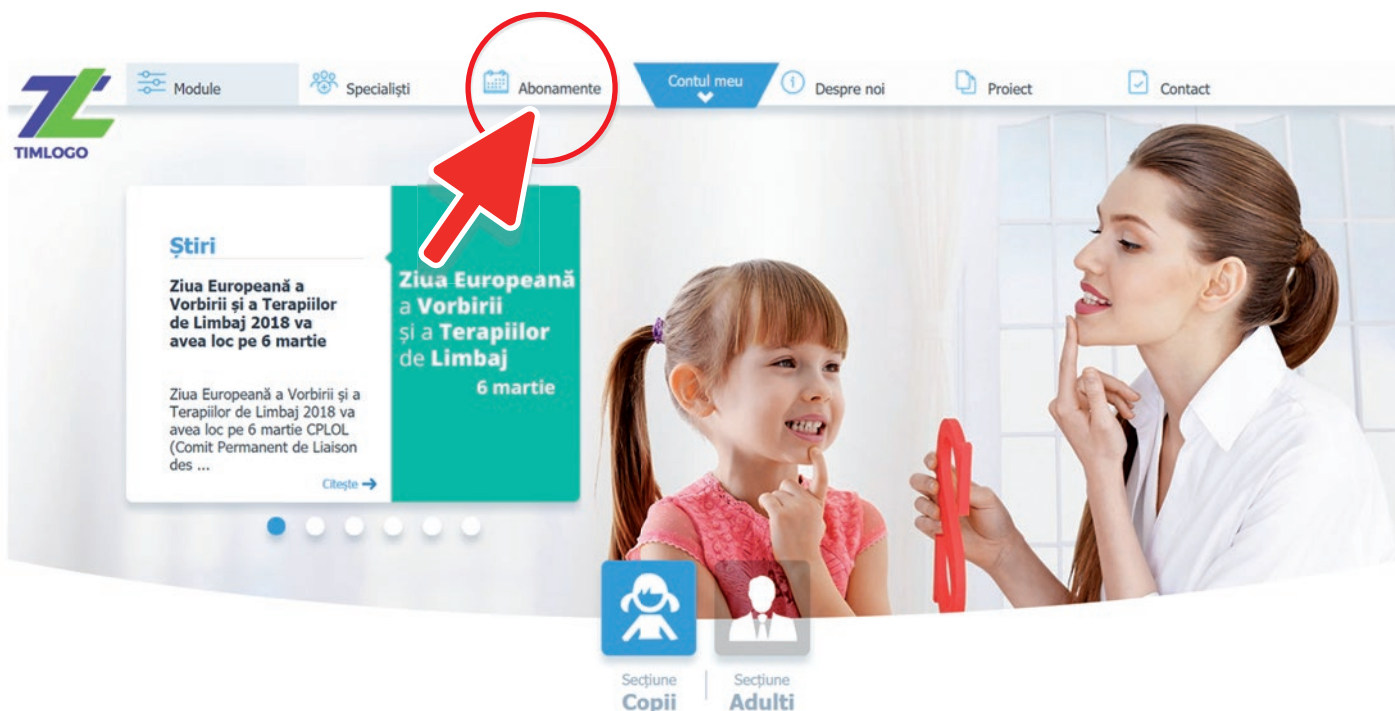 TIMLOGO
Module
Specialiști
Abonamente
Contul meu
Despre noi
Proiect
Contact
Știri
Ziua Europeană a
Vorbirii și a Terapiilor
de Limbaj 2018 va
avea loc pe 6 martie
Ziua Europeană a Vorbirii și a
Terapiilor de Limbaj 2018 va
avea loc pe 6 martie CPLOL
(Comit Permanent de Liaison
des ...
Citește
Ziua Europeană
a Vorbirii
și a Terapiilor
de Limbaj
6 martie
Secțiune
Copii
Secțiune
Adulti